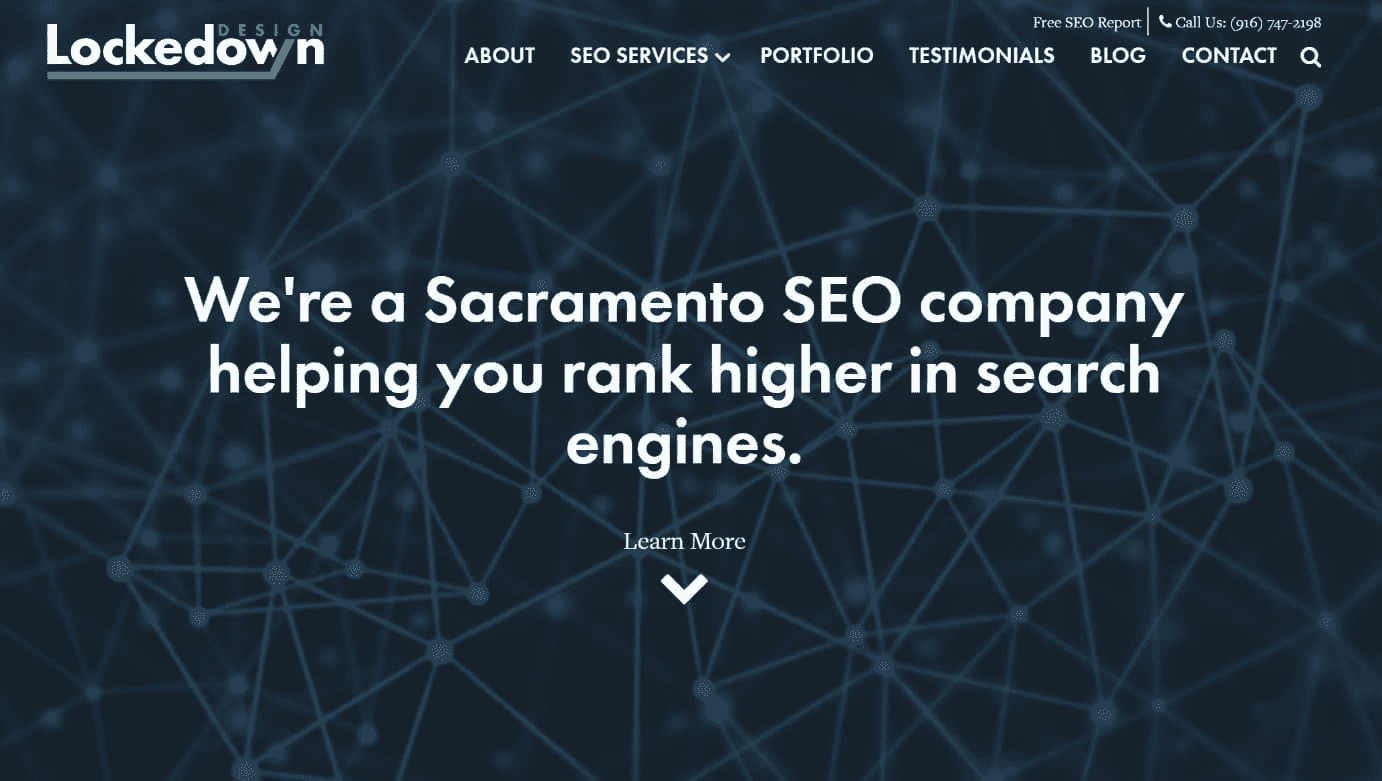 DESIGN
Lockedown
Free SEO Report Call Us: (916) 747-2198
ABOUT SEO SERVICES PORTFOLIO TESTIMONIALS BLOG CONTACT
We're a Sacramento SEO company
helping you rank higher in search
engines.
Learn More